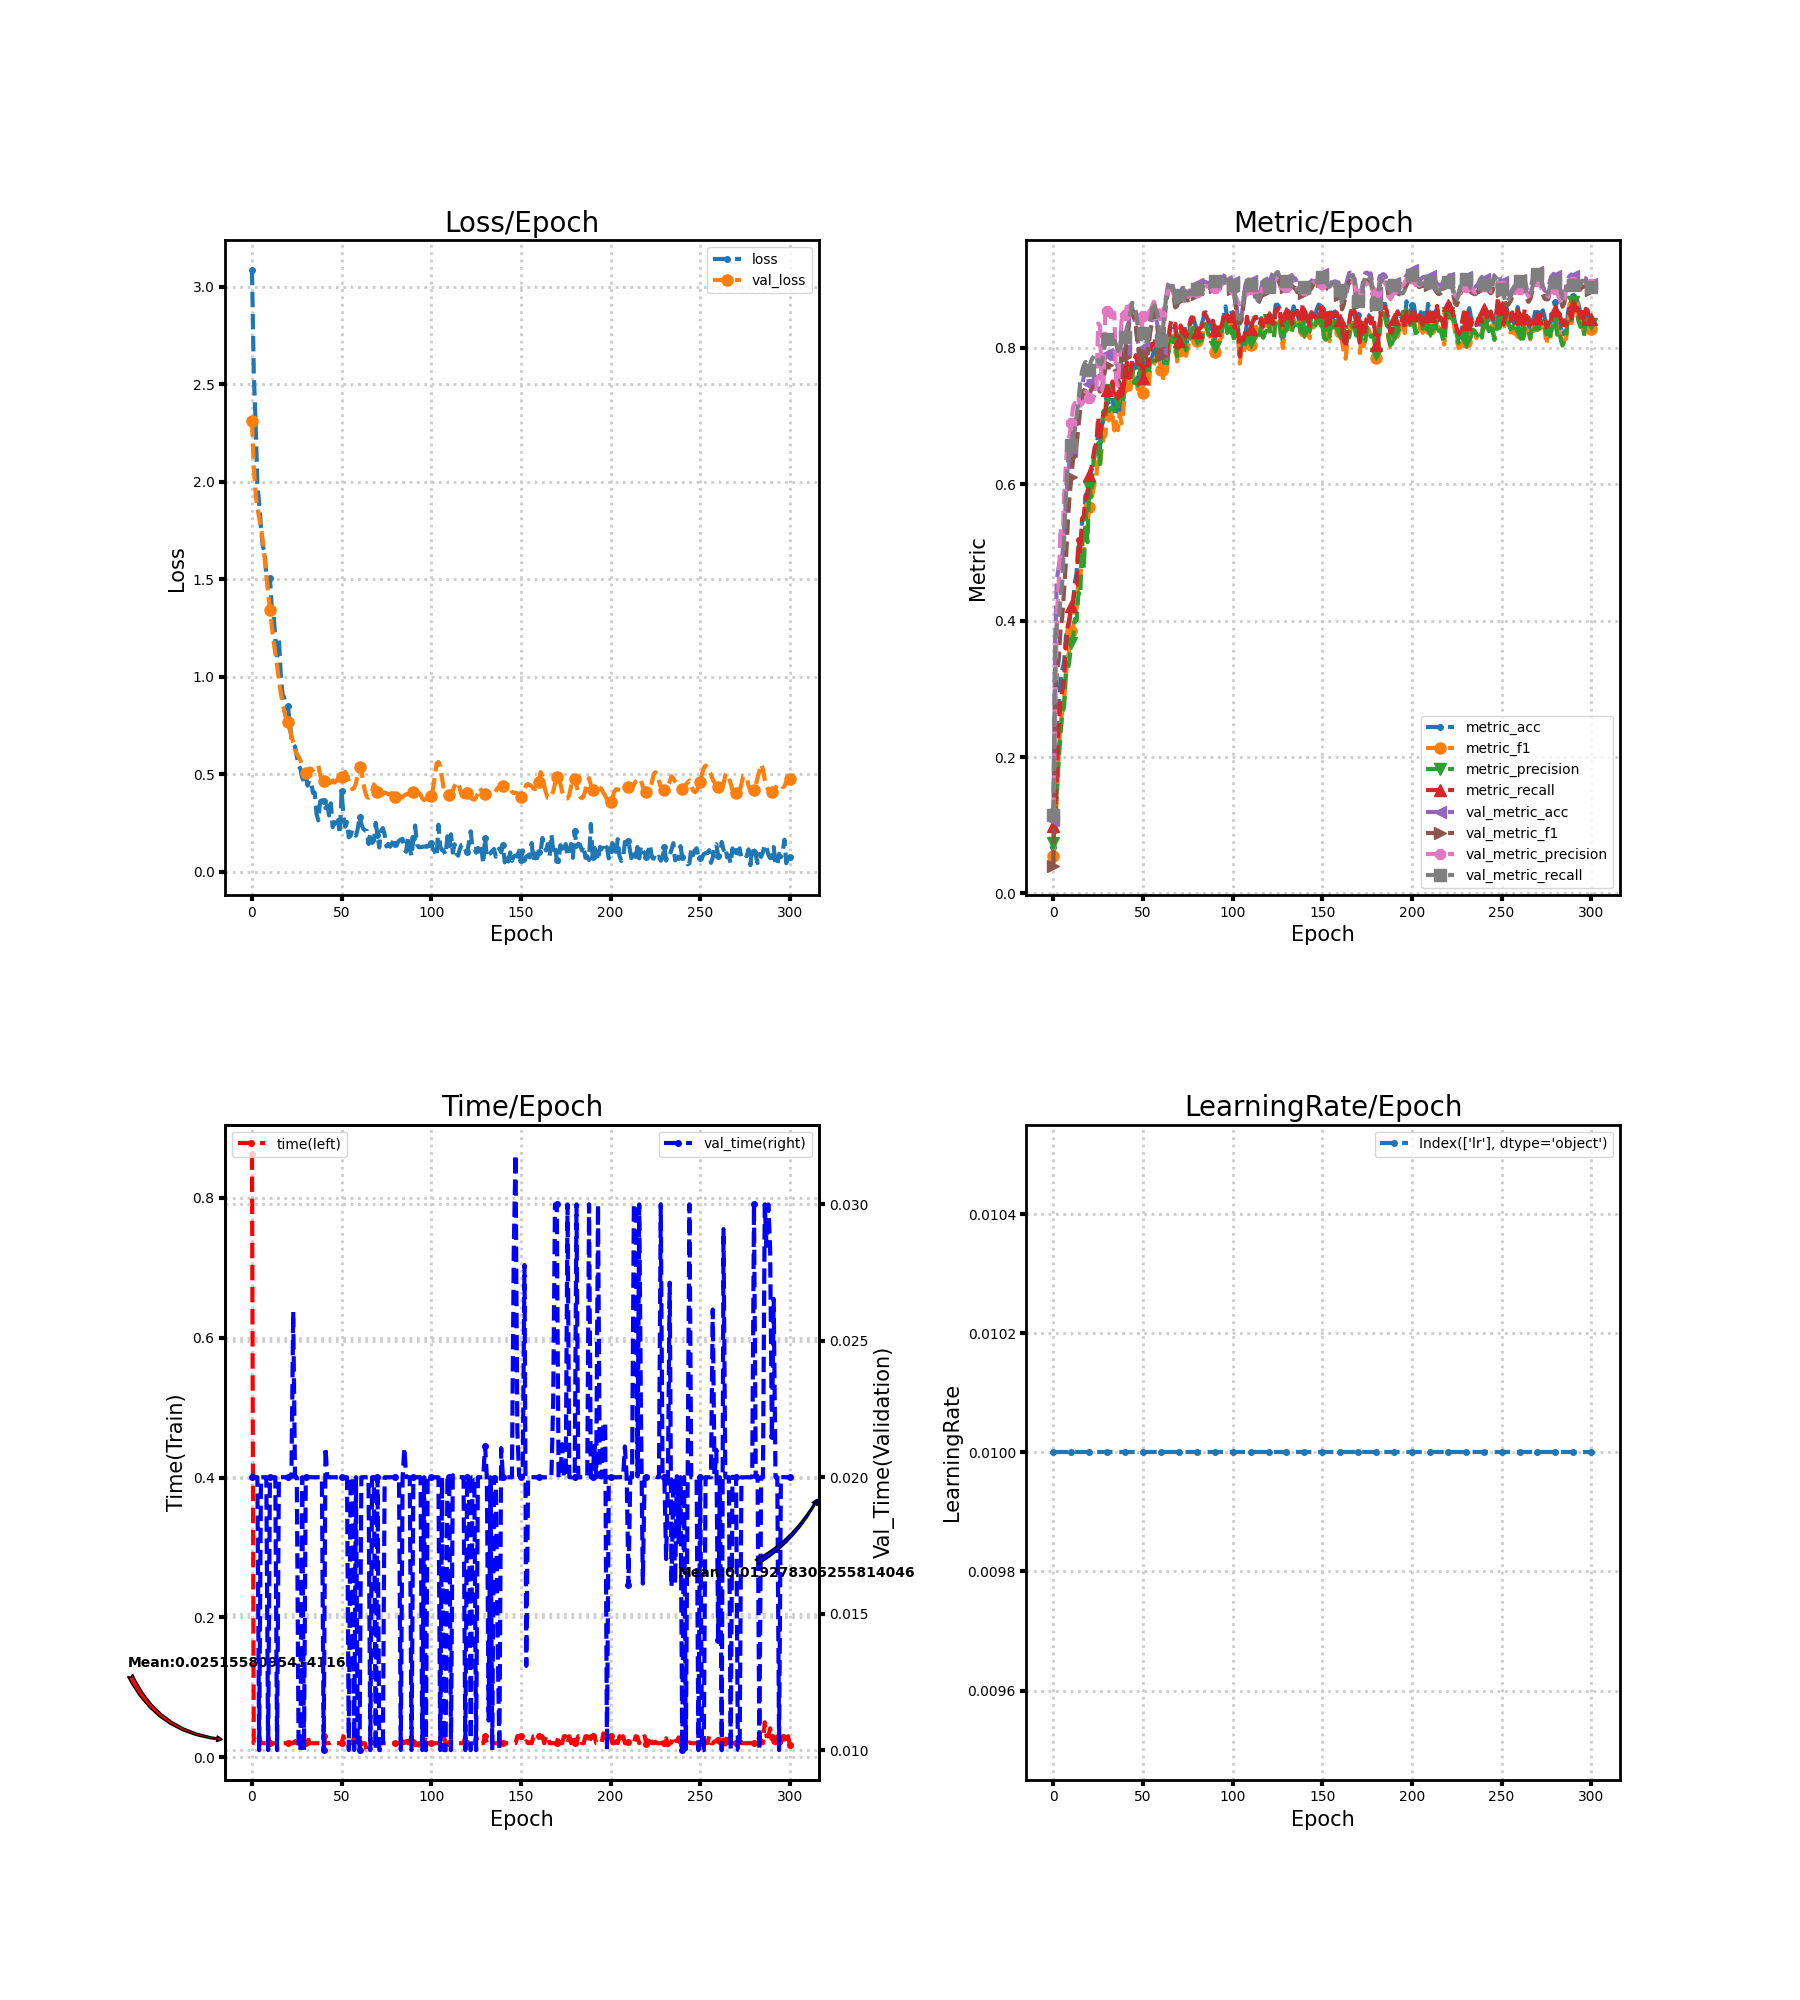 Loss/Epoch
loss
val_loss
3.0
2.5
2.0
1.5
1.0
0.5
0.0
Loss
0 50 100 150 200 250 300
Epoch
Metric/Epoch
0.8
0.6
0.4
0.2
0.0
Metric
metric_acc
metric_f1
metric_precision
metric_recall
val_metric_acc
val_metric_f1
val_metric_precision
val_metric_recall
0 50 100 150 200 250 300
Epoch
Time/Epoch
time(left)
val_time(right)
0.8
0.6
0.4
0.2
0.0
Time(Train)
0.030
0.025
0.020
0.015
0.010
Val_Time(Validation)
0 50 100 150 200 250 300
Epoch
LearningRate/Epoch
Index(['lr'], dtype='object')
0.0104
0.0102
0.0100
0.0098
0.0096
LearningRate
0 50 100 150 200 250 300
Epoch